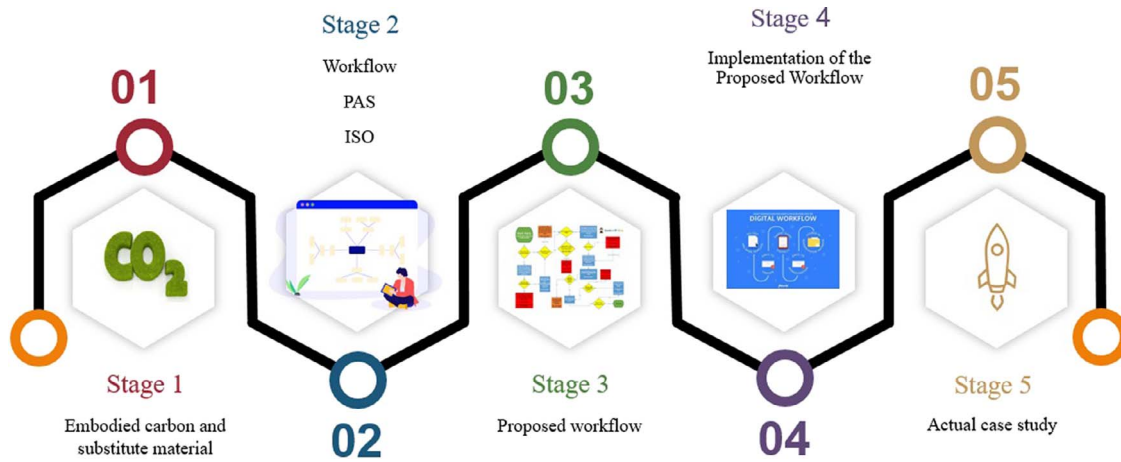 01
Stage 1
Embodied carbon and
substitute material
CO2
Stage 2
Workflow
PAS
ISO
02
03
Stage 3
Proposed workflow
Stage 4
Implementation of the
Proposed Workflow
DIGITAL WORKFLOW
04
05
Stage 5
Actual case study